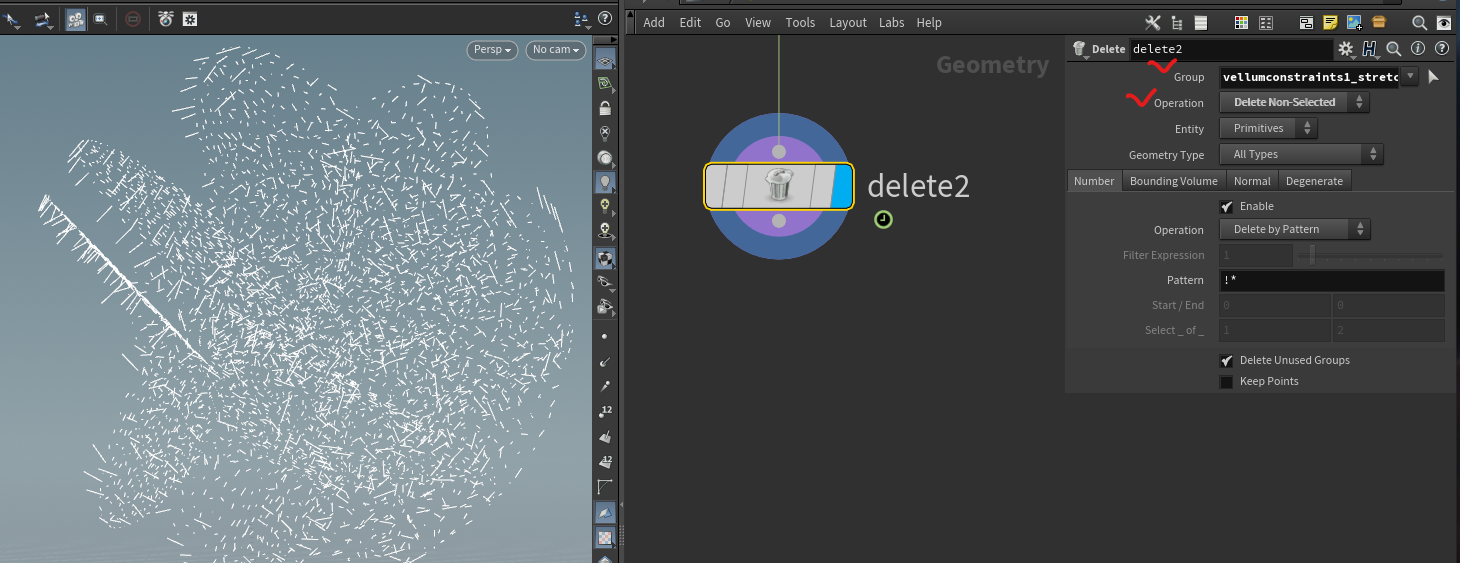 Add Edit Go View Tools Layout Labs Help
Persp No cam
Geometry
Delete delete2
Group vellumconstraints1_stretc
Operation Delete Non-Selected
Entity Primitives
Geometry Type All Types
Number Bounding Volume Normal Degenerate
Enable
Operation Delete by Pattern
Filter Expression 1
Pattern !*
Start / End 0 0
Select _ of _ 1 2
Delete Unused Groups
Keep Points
delete2
12
12